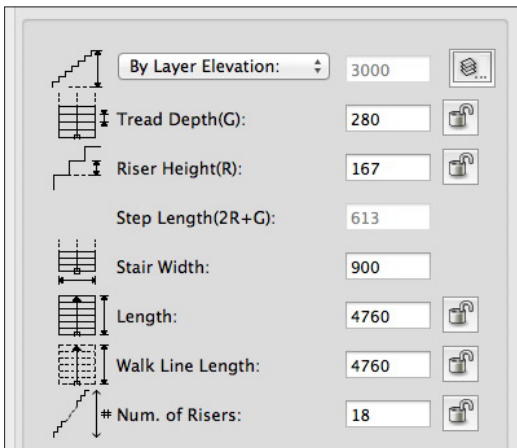 By Layer Elevation: 3000
Tread Depth(G): 280
Riser Height(R): 167
Step Length(2R+G): 613
Stair Width: 900
Length: 4760
Walk Line Length: 4760
# Num. of Risers: 18